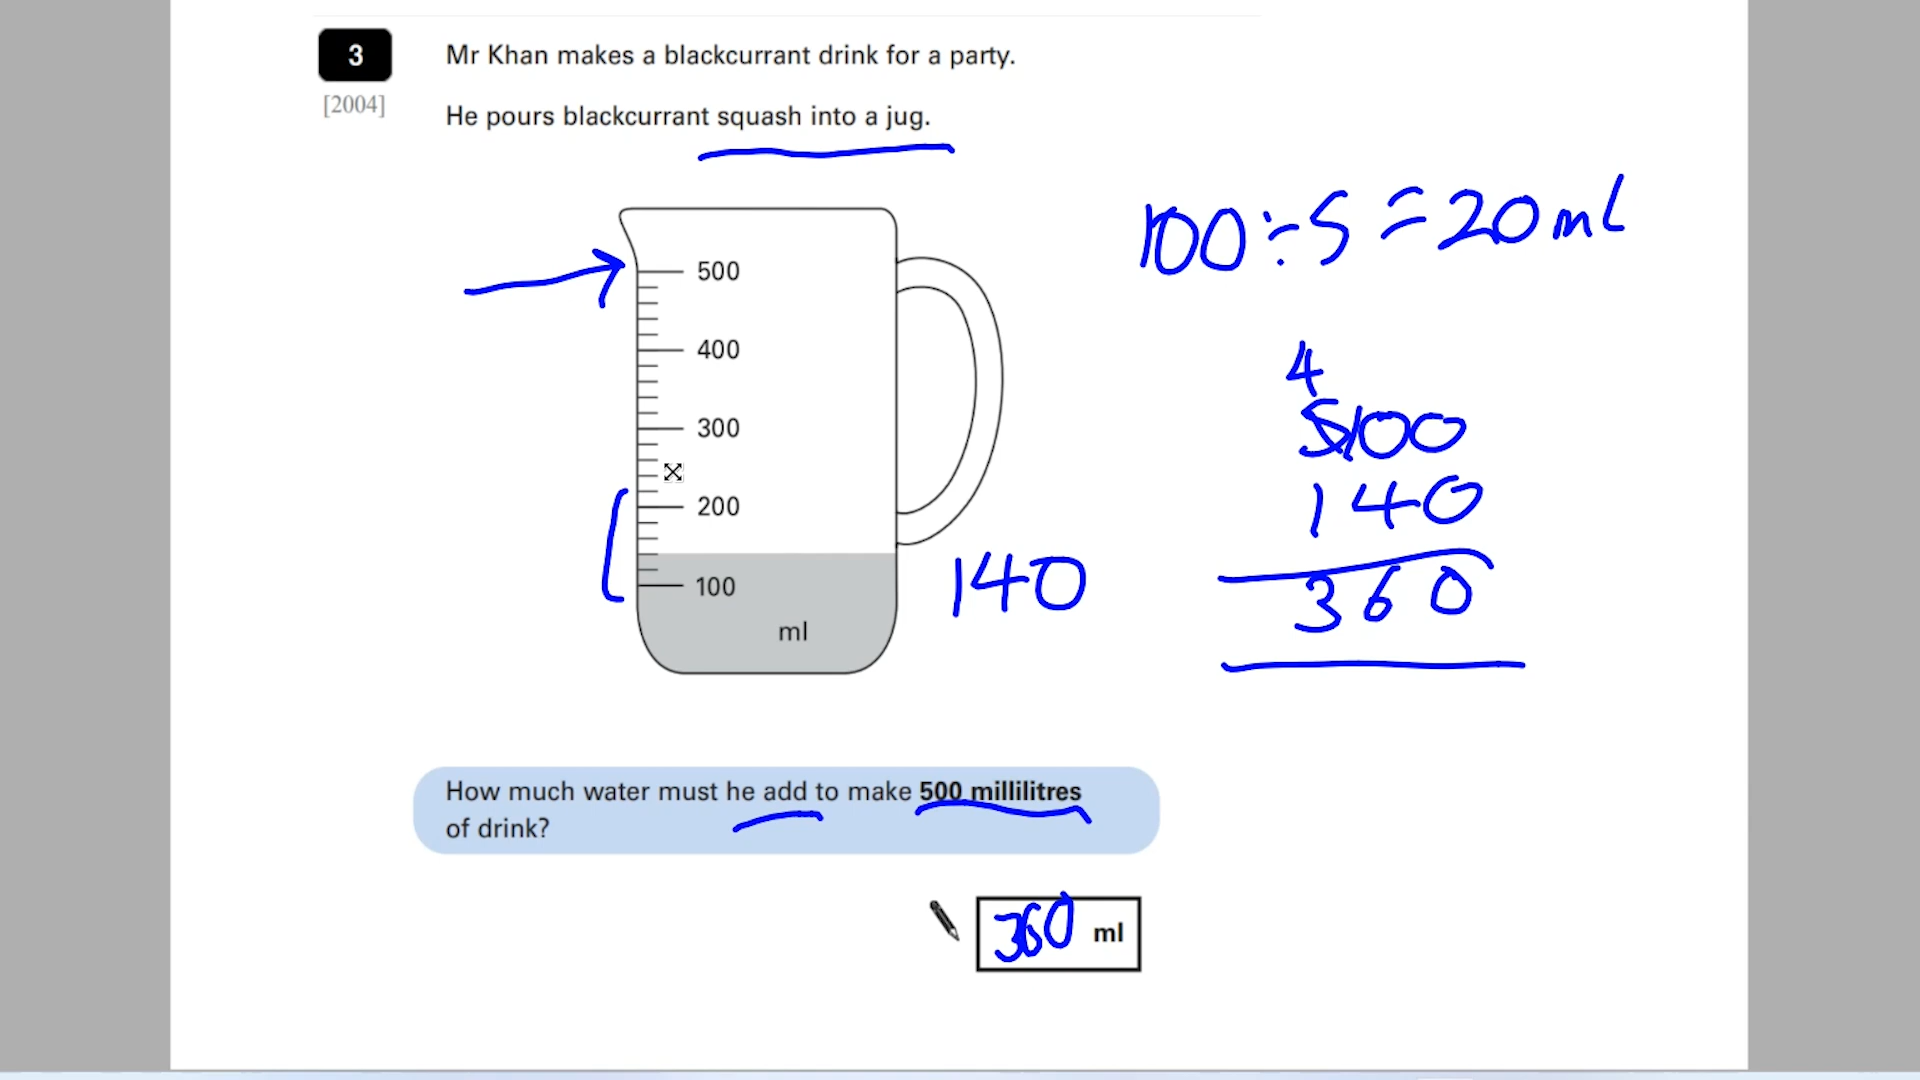 3
[2004]
Mr Khan makes a blackcurrant drink for a party.
He pours blackcurrant squash into a jug.
100 ÷ 5 = 20 ml
500
400
300
200
100
ml
140
4
5100
140
360
How much water must he add to make 500 millilitres
of drink?
360 ml